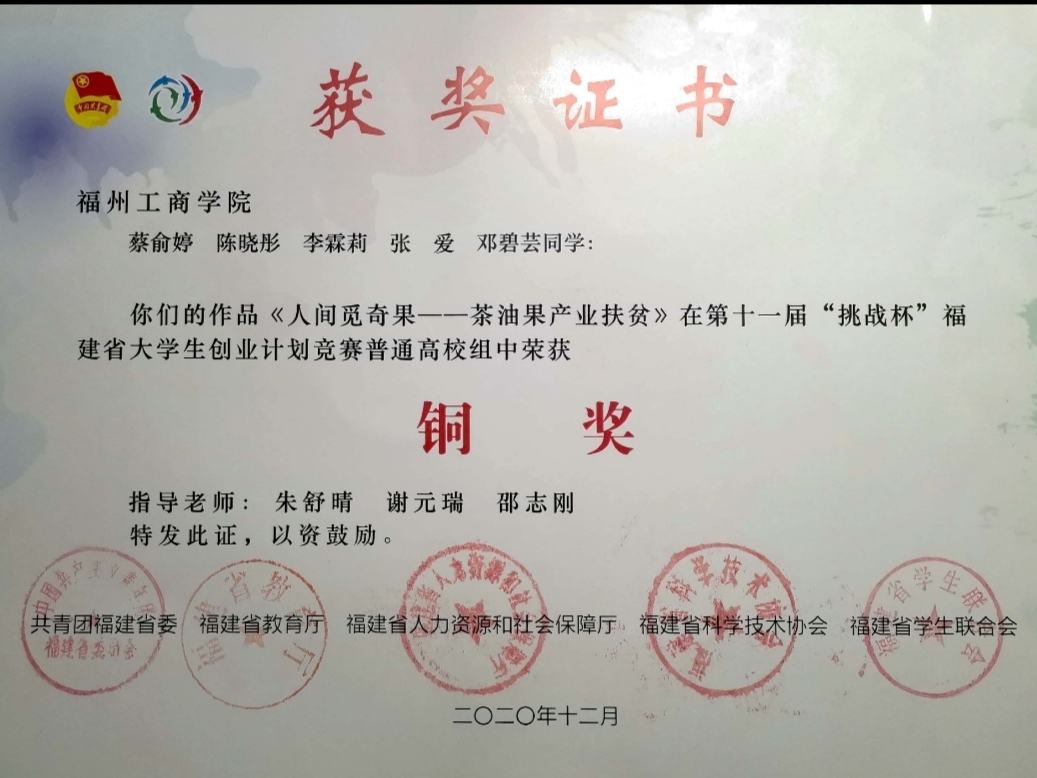 获奖证书
福州工商学院
蔡俞婷 陈晓彤 李霖莉 张 爱 邓碧芸同学:
你们的作品《人间觅奇果——茶油果产业扶贫》在第十一届“挑战杯”福
建省大学生创业计划竞赛普通高校组中荣获
铜 奖
指导老师: 朱舒晴 谢元瑞 邵志刚
特发此证,以资鼓励。
共青团福建省委 福建省教育厅 福建省人力资源和社会保障厅 福建省科学技术协会 福建省学生联合会
二〇二〇年十二月